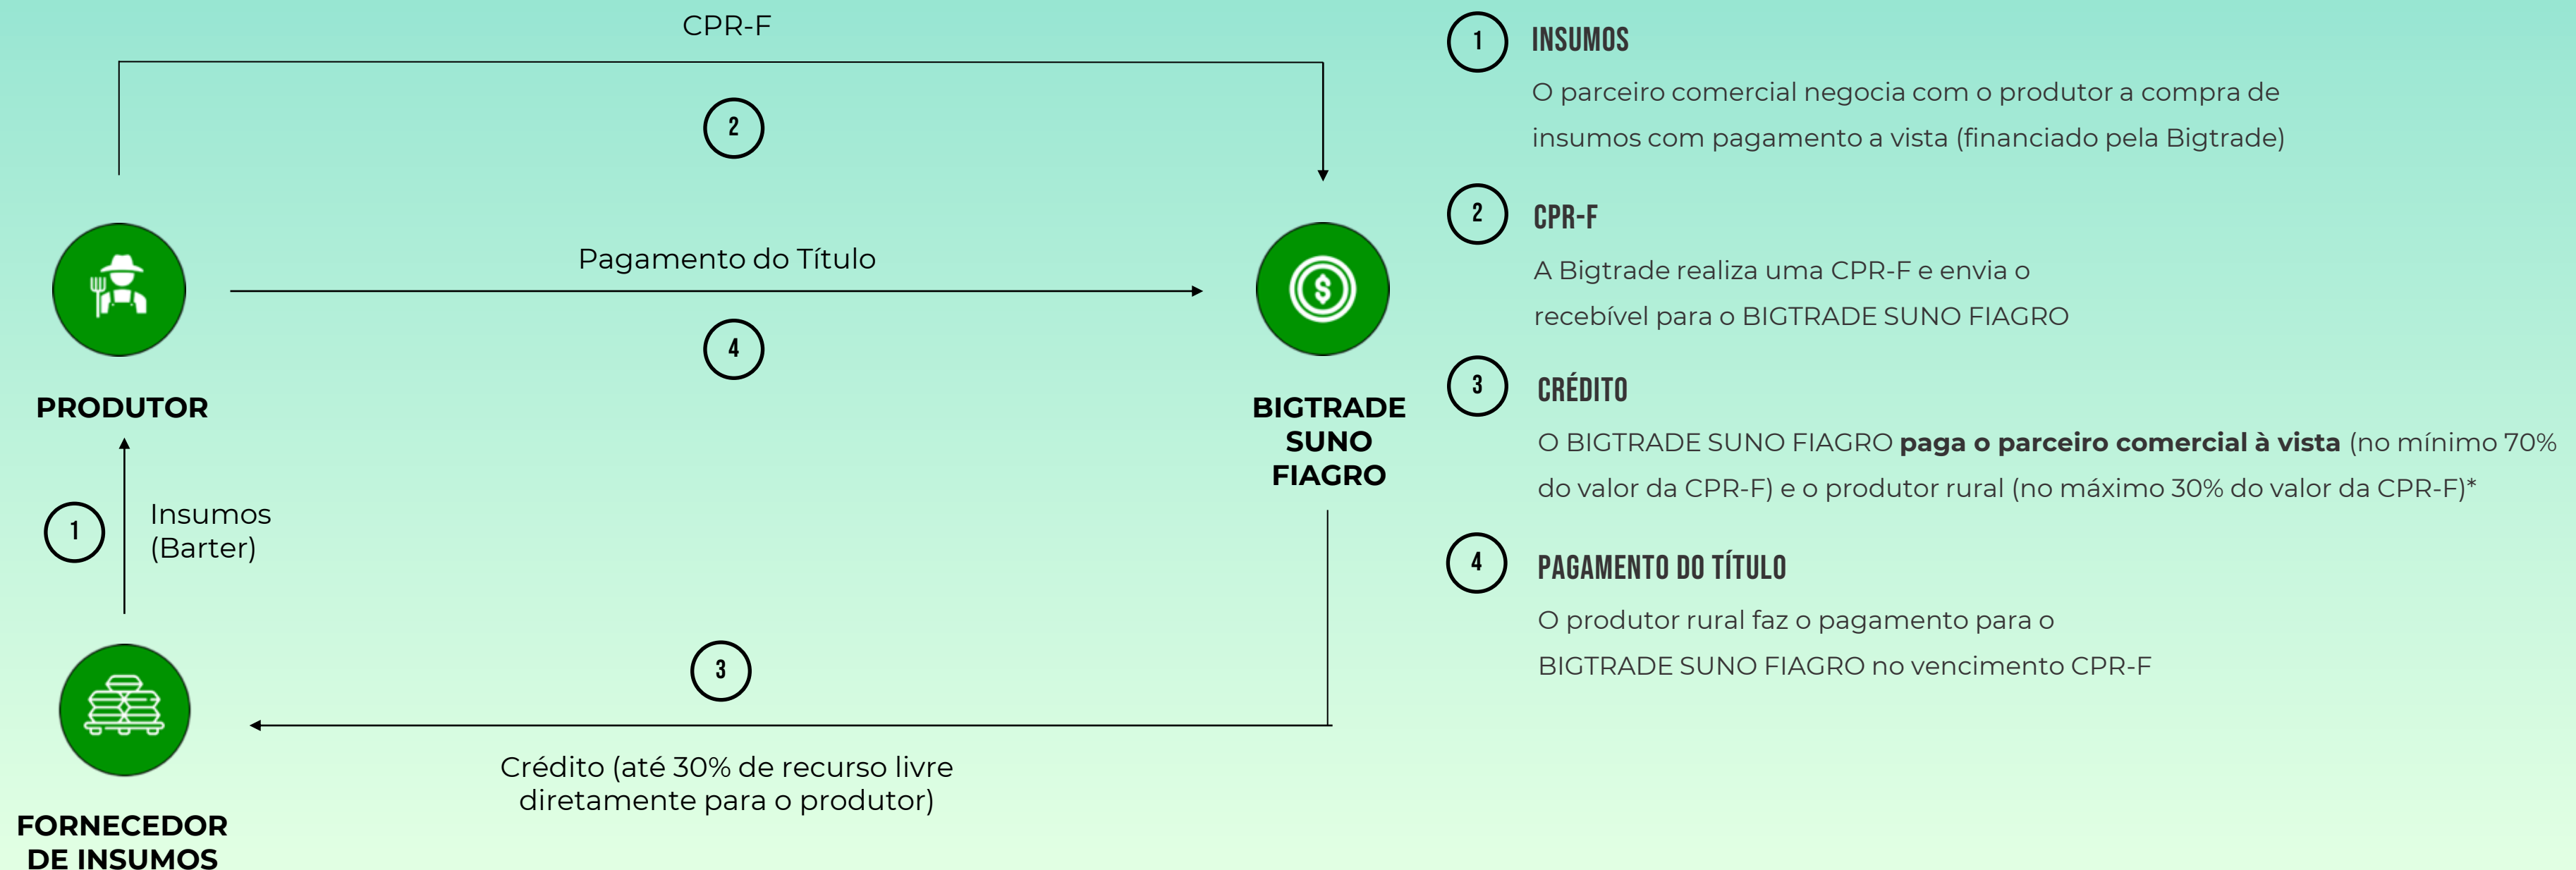 CPR-F
2
Pagamento do Título
4
PRODUTOR
BIGTRADE
SUNO
FIAGRO
1
Insumos
(Barter)
3
Crédito (até 30% de recurso livre
diretamente para o produtor)
FORNECEDOR
DE INSUMOS
1
INSUMOS
O parceiro comercial negocia com o produtor a compra de
insumos com pagamento a vista (financiado pela Bigtrade)
2
CPR-F
A Bigtrade realiza uma CPR-F e envia o
recebível para o BIGTRADE SUNO FIAGRO
3
CRÉDITO
O BIGTRADE SUNO FIAGRO paga o parceiro comercial à vista (no mínimo 70%
do valor da CPR-F) e o produtor rural (no máximo 30% do valor da CPR-F)*
4
PAGAMENTO DO TÍTULO
O produtor rural faz o pagamento para o
BIGTRADE SUNO FIAGRO no vencimento CPR-F